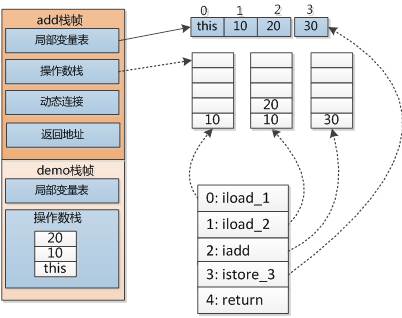 add栈帧
局部变量表
操作数栈
动态连接
返回地址
demo栈帧
局部变量表
操作数栈
20
10
this
0 1 2 3
this 10 20 30
10
20
10
30
0: iload_1
1: iload_2
2: iadd
3: istore_3
4: return